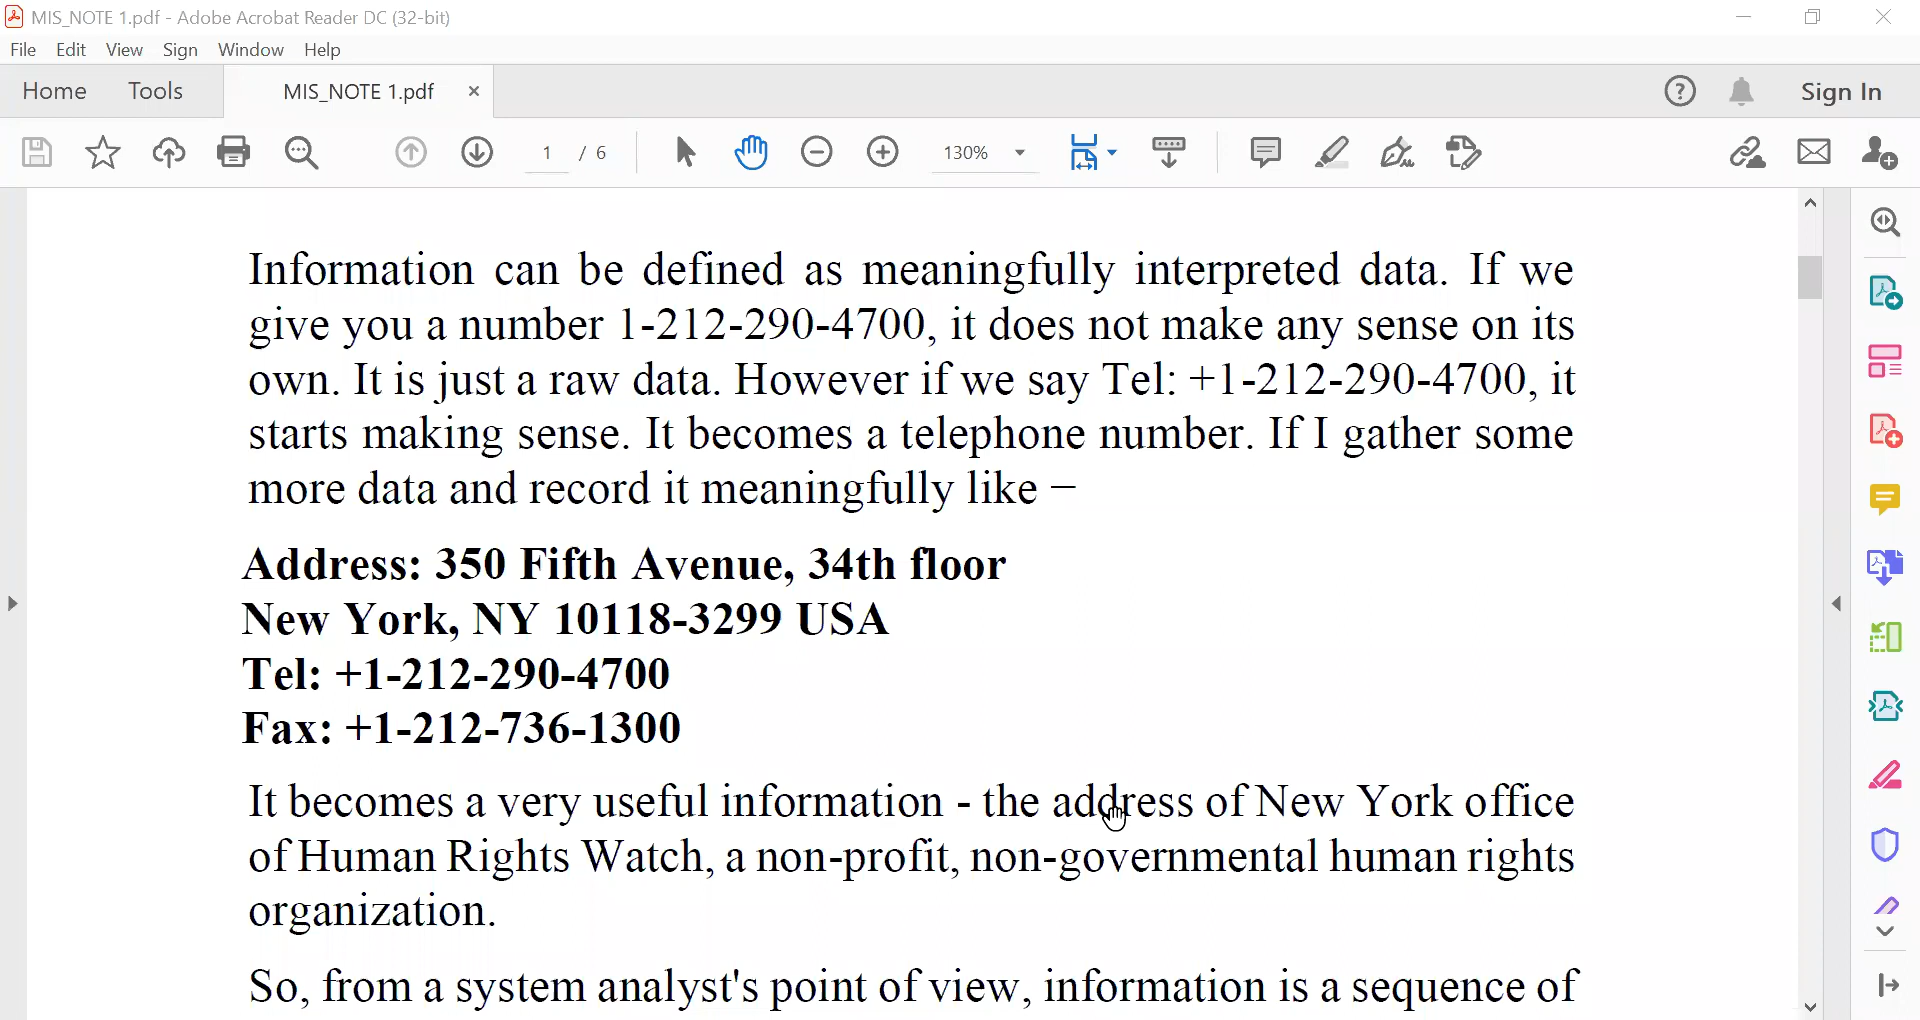 MIS_NOTE 1.pdf - Adobe Acrobat Reader DC (32-bit)
File Edit View Sign Window Help
Home Tools MIS_NOTE 1.pdf × ? Sign In
1 / 6 130%
Information can be defined as meaningfully interpreted data. If we
give you a number 1-212-290-4700, it does not make any sense on its
own. It is just a raw data. However if we say Tel: +1-212-290-4700, it
starts making sense. It becomes a telephone number. If I gather some
more data and record it meaningfully like −
Address: 350 Fifth Avenue, 34th floor
New York, NY 10118-3299 USA
Tel: +1-212-290-4700
Fax: +1-212-736-1300
It becomes a very useful information - the address of New York office
of Human Rights Watch, a non-profit, non-governmental human rights
organization.
So, from a system analyst's point of view, information is a sequence of